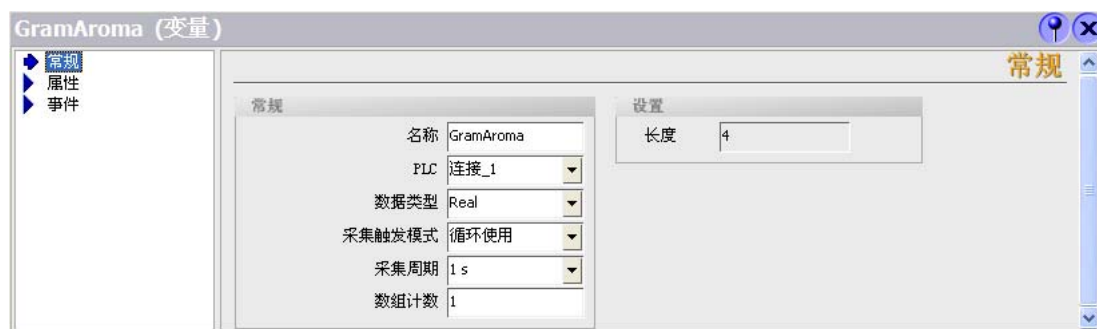 GramAroma (变量)
常规
属性
事件
常规
常规
名称 GramAroma
PLC 连接_1
数据类型 Real
采集触发模式 循环使用
采集周期 1 s
数组计数 1
设置
长度 4